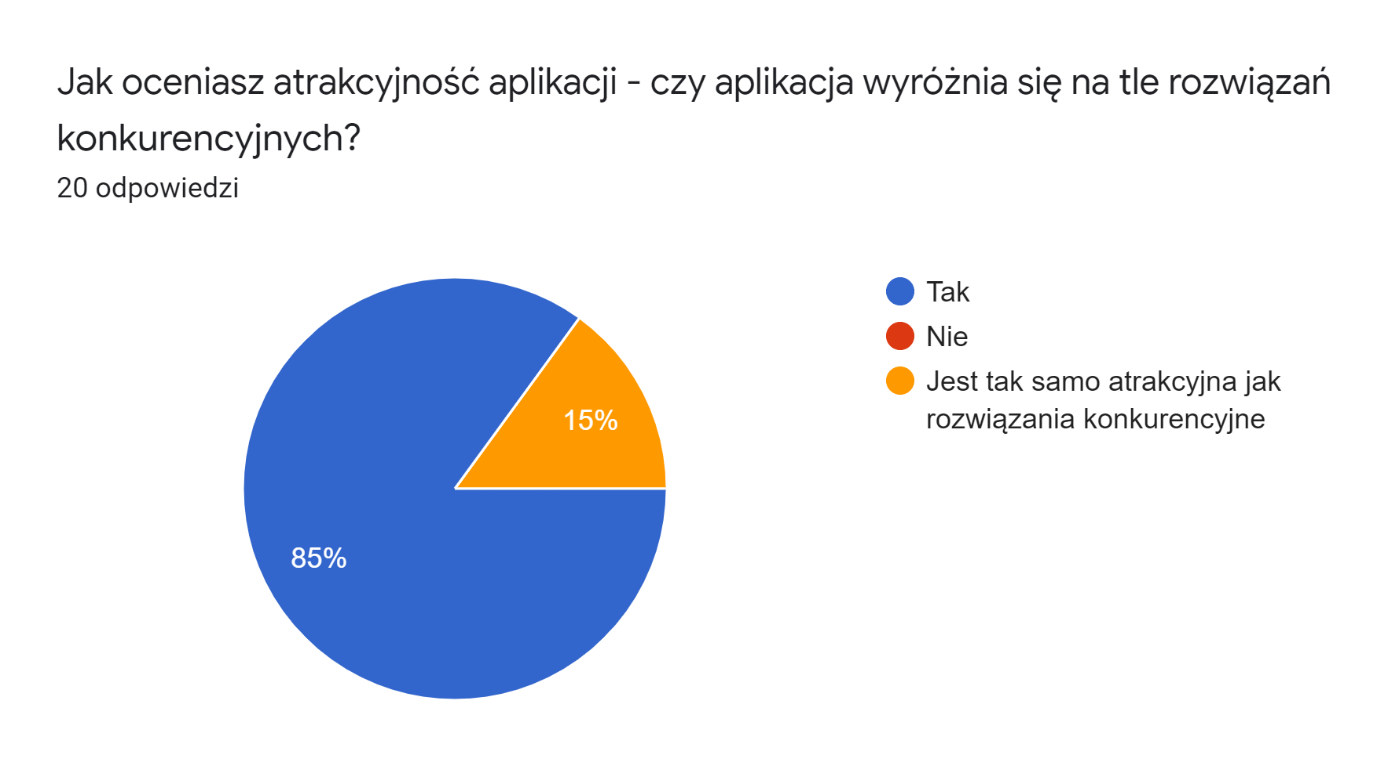 Jak oceniasz atrakcyjność aplikacji - czy aplikacja wyróżnia się na tle rozwiązań
konkurencyjnych?
20 odpowiedzi
Tak
Nie
Jest tak samo atrakcyjna jak
rozwiązania konkurencyjne
15%
85%